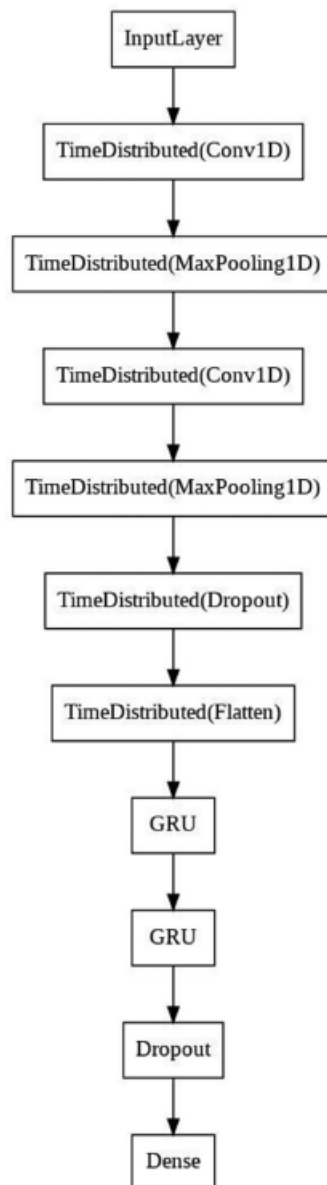 InputLayer
TimeDistributed(Conv1D)
TimeDistributed(MaxPooling1D)
TimeDistributed(Conv1D)
TimeDistributed(MaxPooling1D)
TimeDistributed(Dropout)
TimeDistributed(Flatten)
GRU
GRU
Dropout
Dense